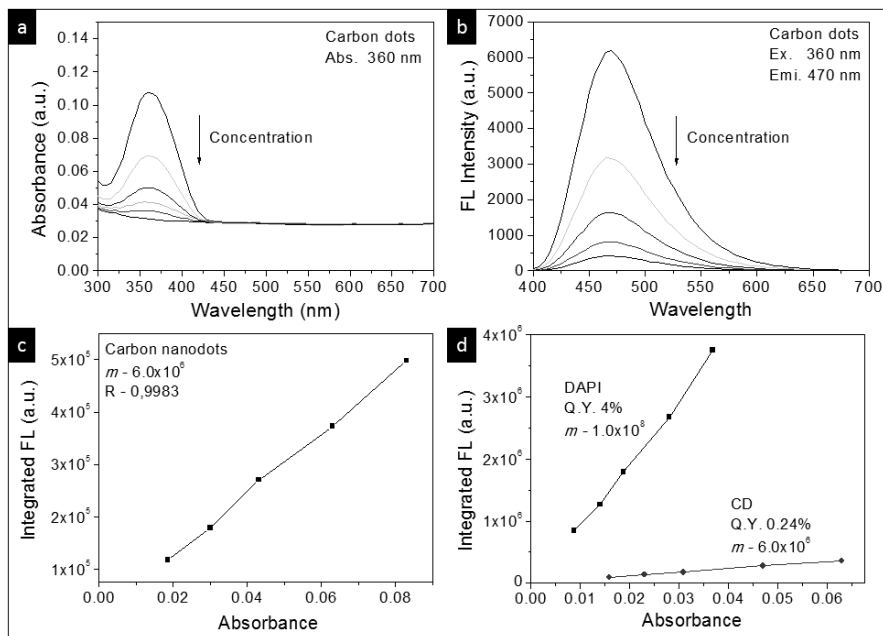 a
Carbon dots
Abs. 360 nm
Concentration
Absorbance (a.u.)
0.14
0.12
0.10
0.08
0.06
0.04
0.02
0.00
300 350 400 450 500 550 600 650 700
Wavelength (nm)
b
Carbon dots
Ex. 360 nm
Emi. 470 nm
Concentration
FL Intensity (a.u.)
7000
6000
5000
4000
3000
2000
1000
0
400 450 500 550 600 650 700
Wavelength
c
Carbon nanodots
m - 6.0x10⁶
R - 0,9983
Integrated FL (a.u.)
5x10⁵
4x10⁵
3x10⁵
2x10⁵
1x10⁵
0.00 0.02 0.04 0.06 0.08
Absorbance
d
DAPI
Q.Y. 4%
m - 1.0x10⁸
CD
Q.Y. 0.24%
m - 6.0x10⁶
Integrated FL (a.u.)
4x10⁶
3x10⁶
2x10⁶
1x10⁶
0
0.00 0.01 0.02 0.03 0.04 0.05 0.06
Absorbance